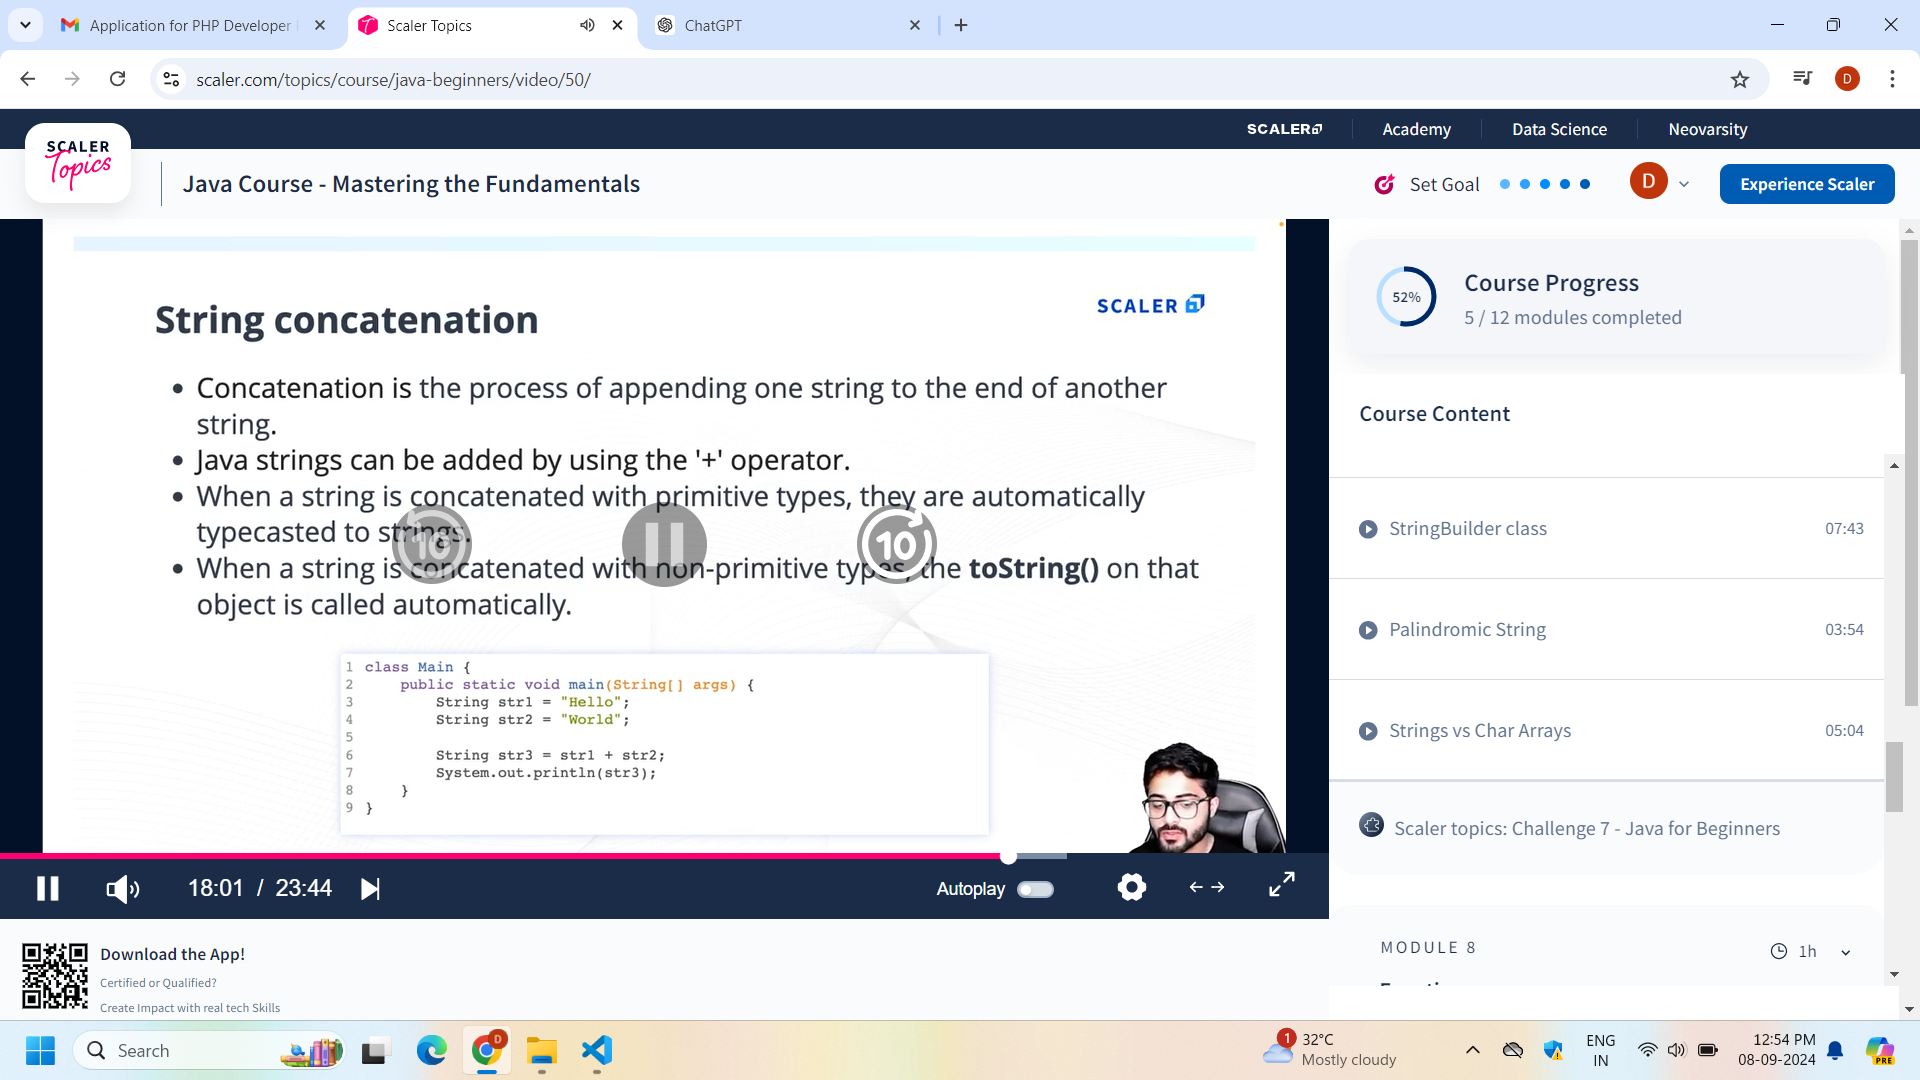 Application for PHP Developer
Scaler Topics
ChatGPT
scaler.com/topics/course/java-beginners/video/50/
D
SCALER
Academy
Data Science
Neovarsity
SCALER
Topics
Java Course - Mastering the Fundamentals
Set Goal
D
Experience Scaler
String concatenation
SCALER
• Concatenation is the process of appending one string to the end of another
string.
• Java strings can be added by using the '+' operator.
• When a string is concatenated with primitive types, they are automatically
typecasted to strings.
• When a string is concatenated with non-primitive types, the toString() on that
object is called automatically.
10
10
1 class Main {
2 public static void main(String[] args) {
3 String str1 = "Hello";
4 String str2 = "World";
5
6 String str3 = str1 + str2;
7 System.out.println(str3);
8 }
9 }
18:01 / 23:44
Autoplay
52%
Course Progress
5 / 12 modules completed
Course Content
StringBuilder class 07:43
Palindromic String 03:54
Strings vs Char Arrays 05:04
Scaler topics: Challenge 7 - Java for Beginners
MODULE 8
1h
Download the App!
Certified or Qualified?
Create Impact with real tech Skills
Search
D
1
32°C
Mostly cloudy
ENG
IN
12:54 PM
08-09-2024
PRE